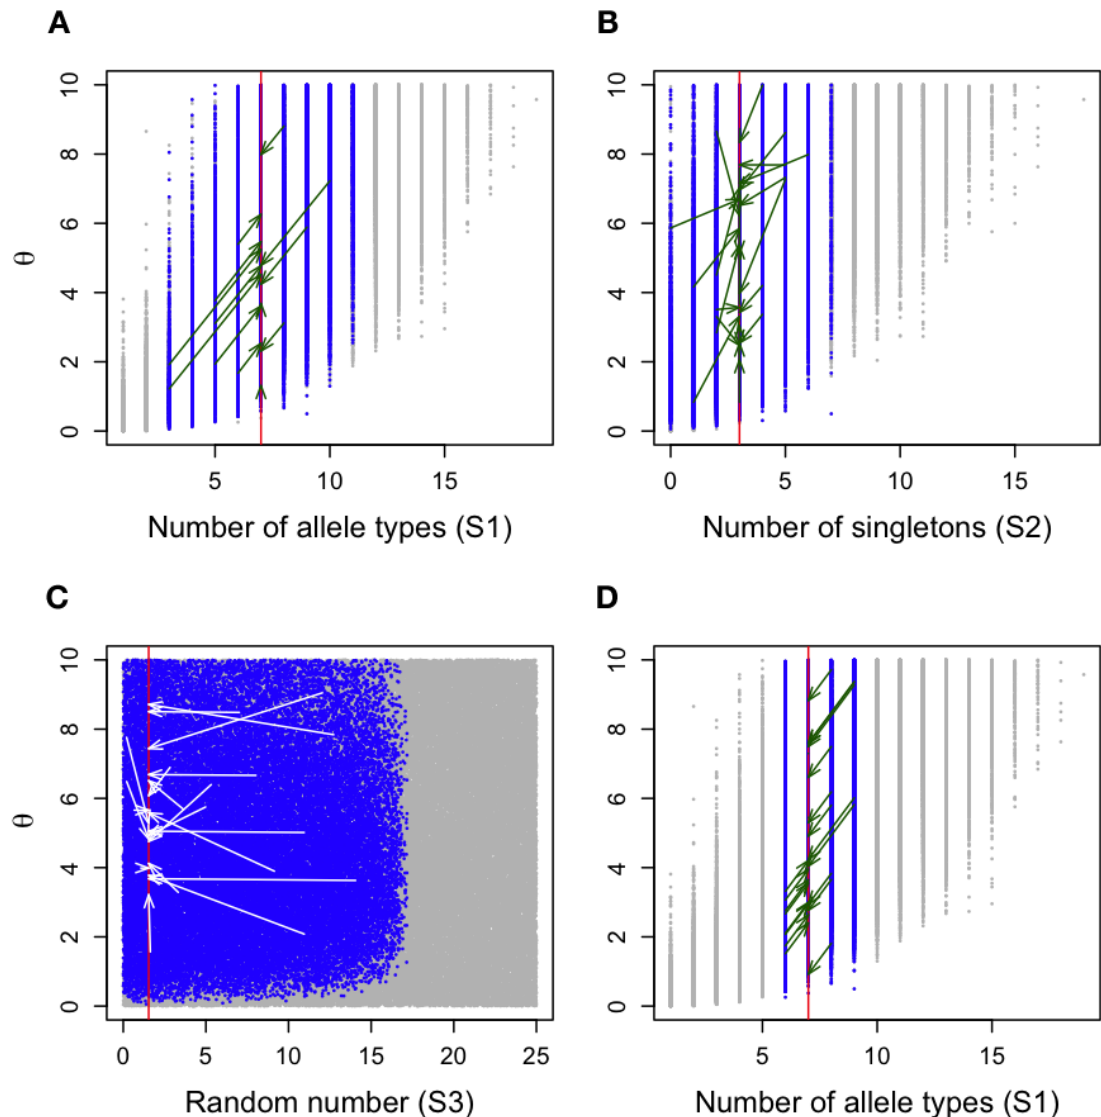 A
B
0 2 4 6 8 10
θ
5 10 15
0 2 4 6 8 10
0 5 10 15
Number of allele types (S1)
Number of singletons (S2)
C
D
0 2 4 6 8 10
θ
0 5 10 15 20 25
0 2 4 6 8 10
5 10 15
Random number (S3)
Number of allele types (S1)